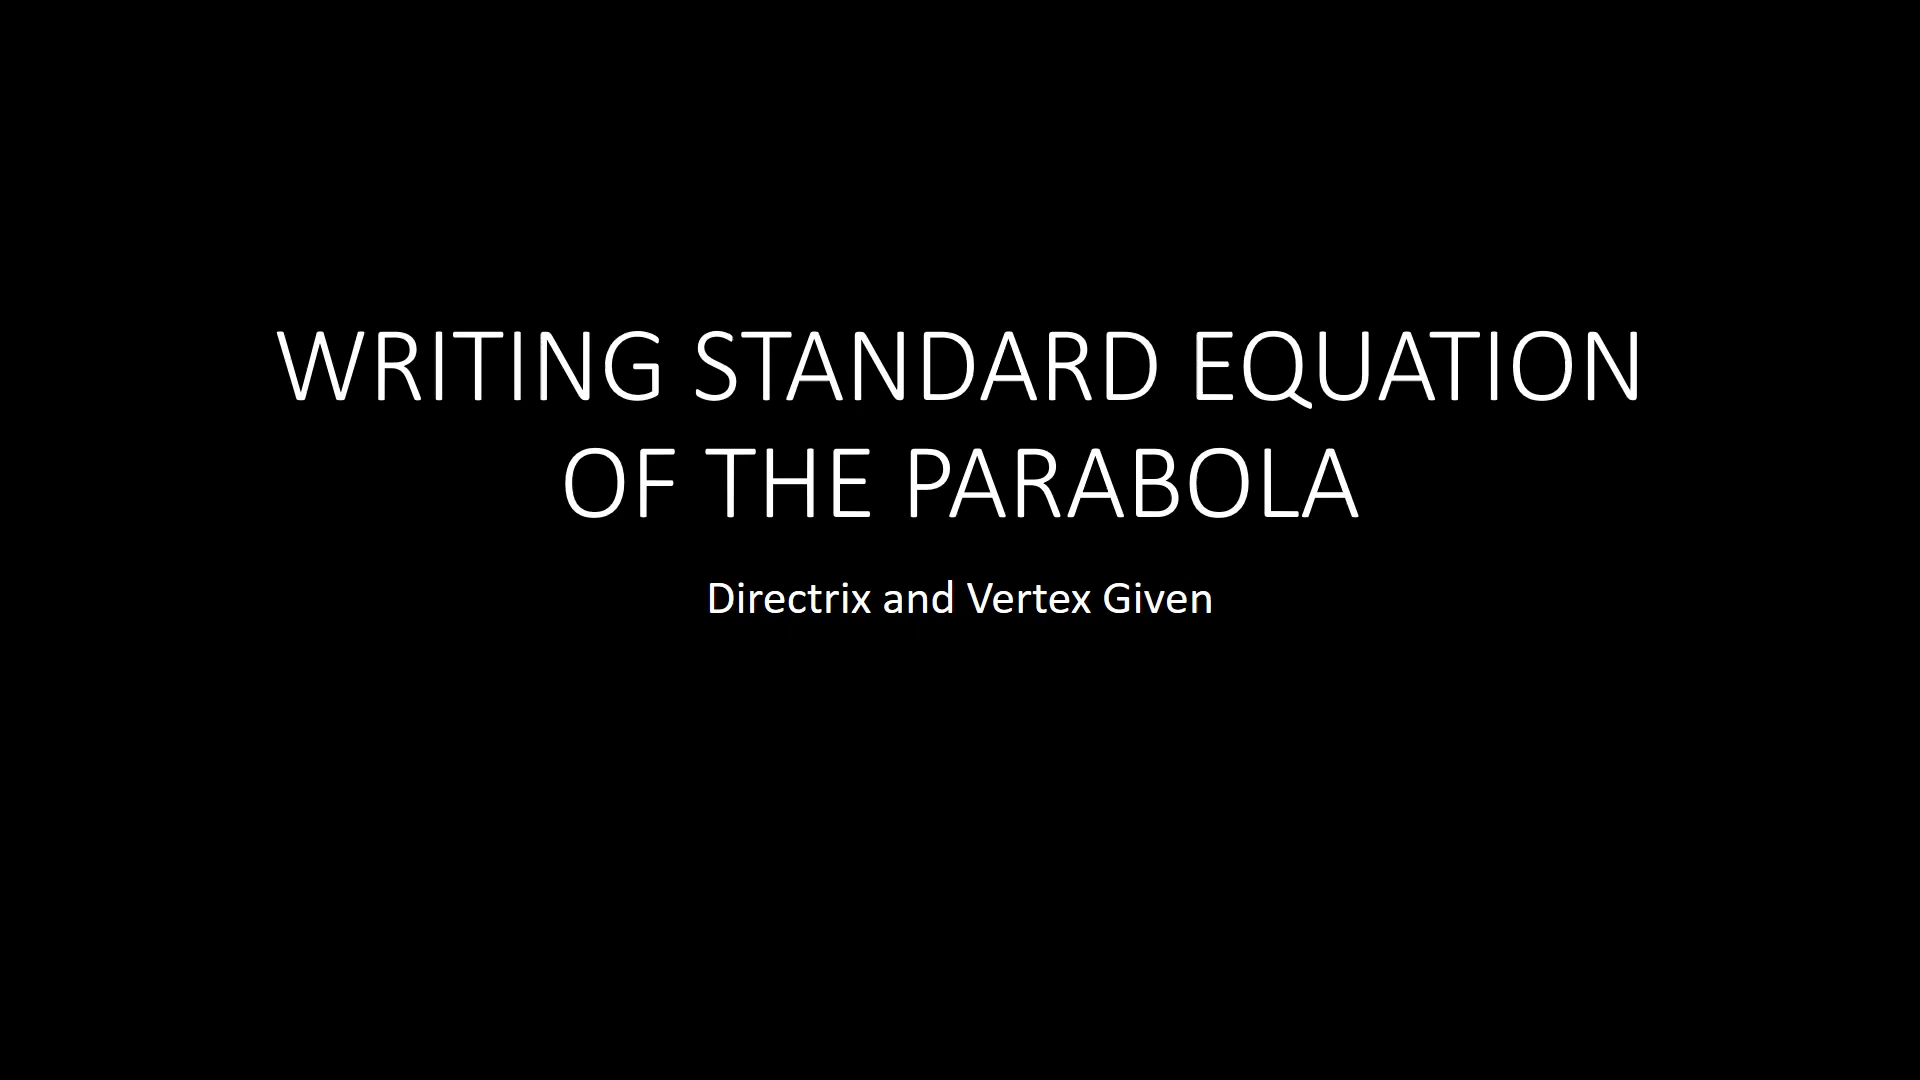 WRITING STANDARD EQUATION
OF THE PARABOLA
Directrix and Vertex Given